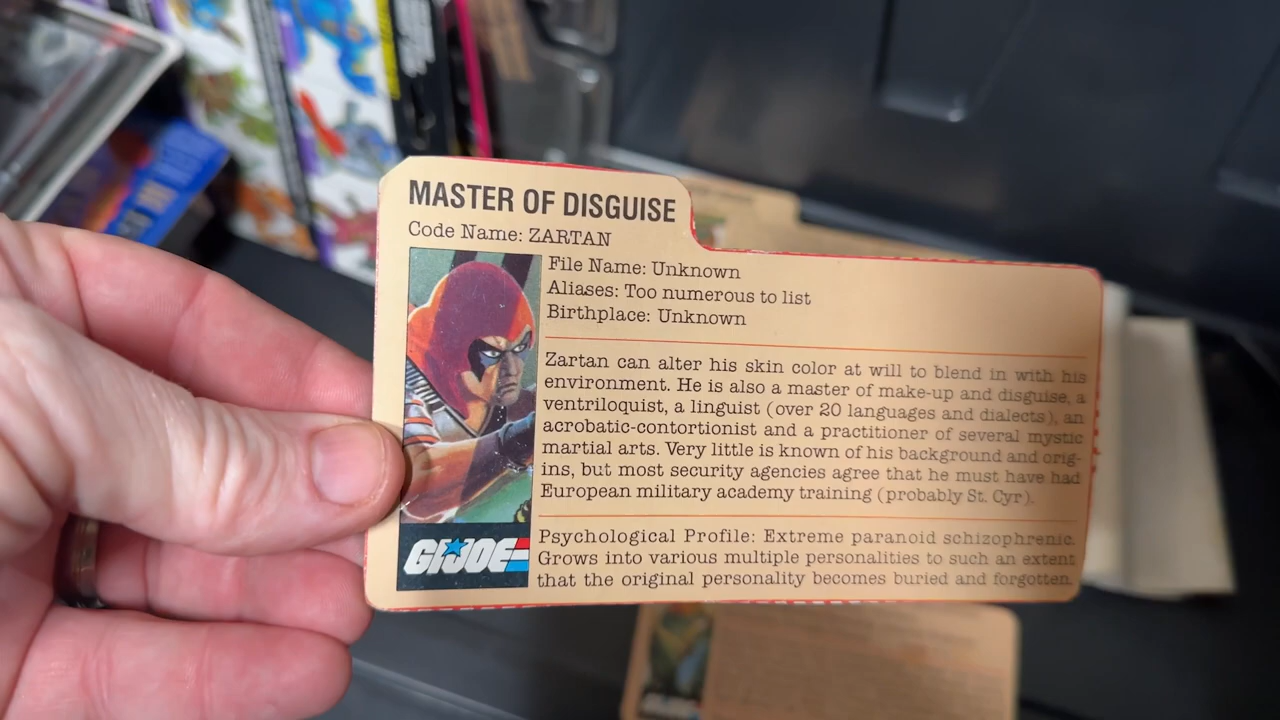 MASTER OF DISGUISE
Code Name: ZARTAN
File Name: Unknown
Aliases: Too numerous to list
Birthplace: Unknown
Zartan can alter his skin color at will to blend in with his
environment. He is also a master of make-up and disguise, a
ventriloquist, a linguist (over 20 languages and dialects), an
acrobatic-contortionist and a practitioner of several mystic
martial arts. Very little is known of his background and orig-
ins, but most security agencies agree that he must have had
European military academy training (probably St. Cyr).
Psychological Profile: Extreme paranoid schizophrenic.
Grows into various multiple personalities to such an extent
that the original personality becomes buried and forgotten.
GI JOE